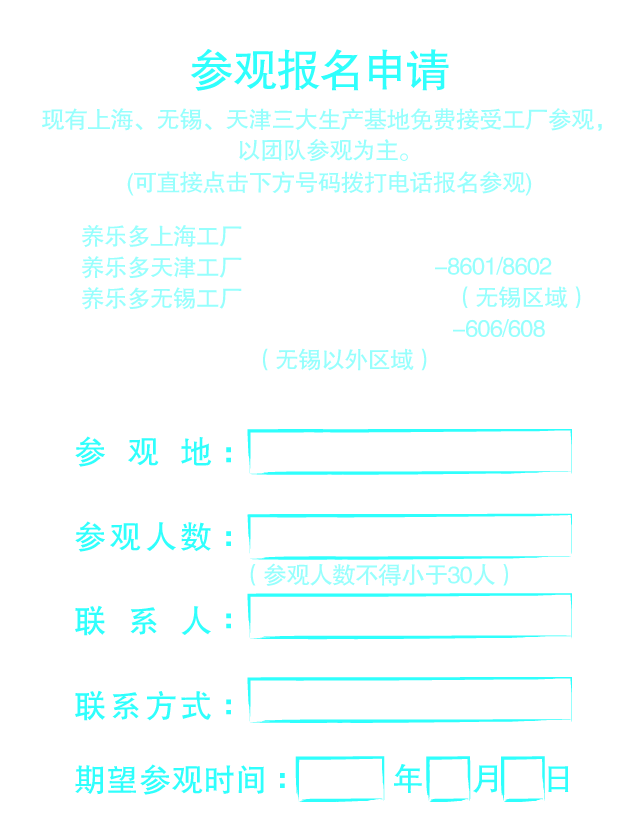 参观报名申请
现有上海、无锡、天津三大生产基地免费接受工厂参观，
以团队参观为主。
(可直接点击下方号码拨打电话报名参观)
养乐多上海工厂
养乐多天津工厂 -8601/8602
养乐多无锡工厂 （无锡区域）
-606/608
（无锡以外区域）
参 观 地：
参观人数：
（参观人数不得小于30人）
联 系 人：
联系方式：
期望参观时间： 年 月 日